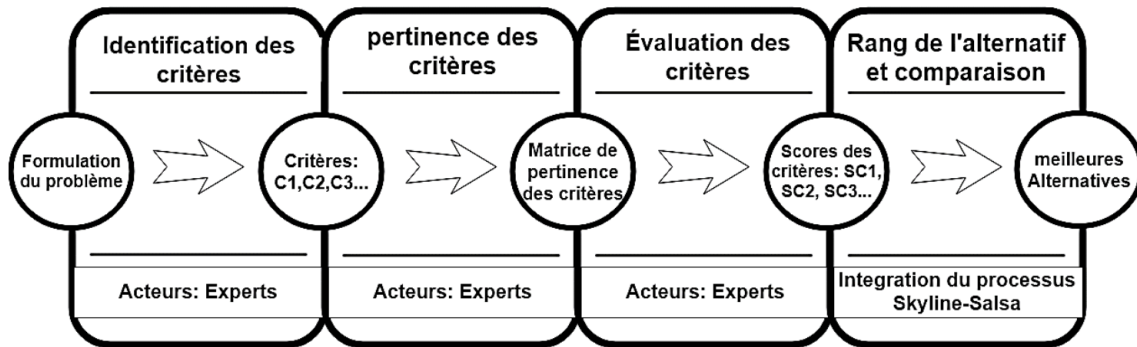 Identification des
critères
pertinence des
critères
Évaluation des
critères
Rang de l'alternatif
et comparaison
Formulation
du problème
Critères:
C1,C2,C3...
Matrice de
pertinence
des critères
Scores des
critères: SC1,
SC2, SC3...
meilleures
Alternatives
Acteurs: Experts
Acteurs: Experts
Acteurs: Experts
Integration du processus
Skyline-Salsa